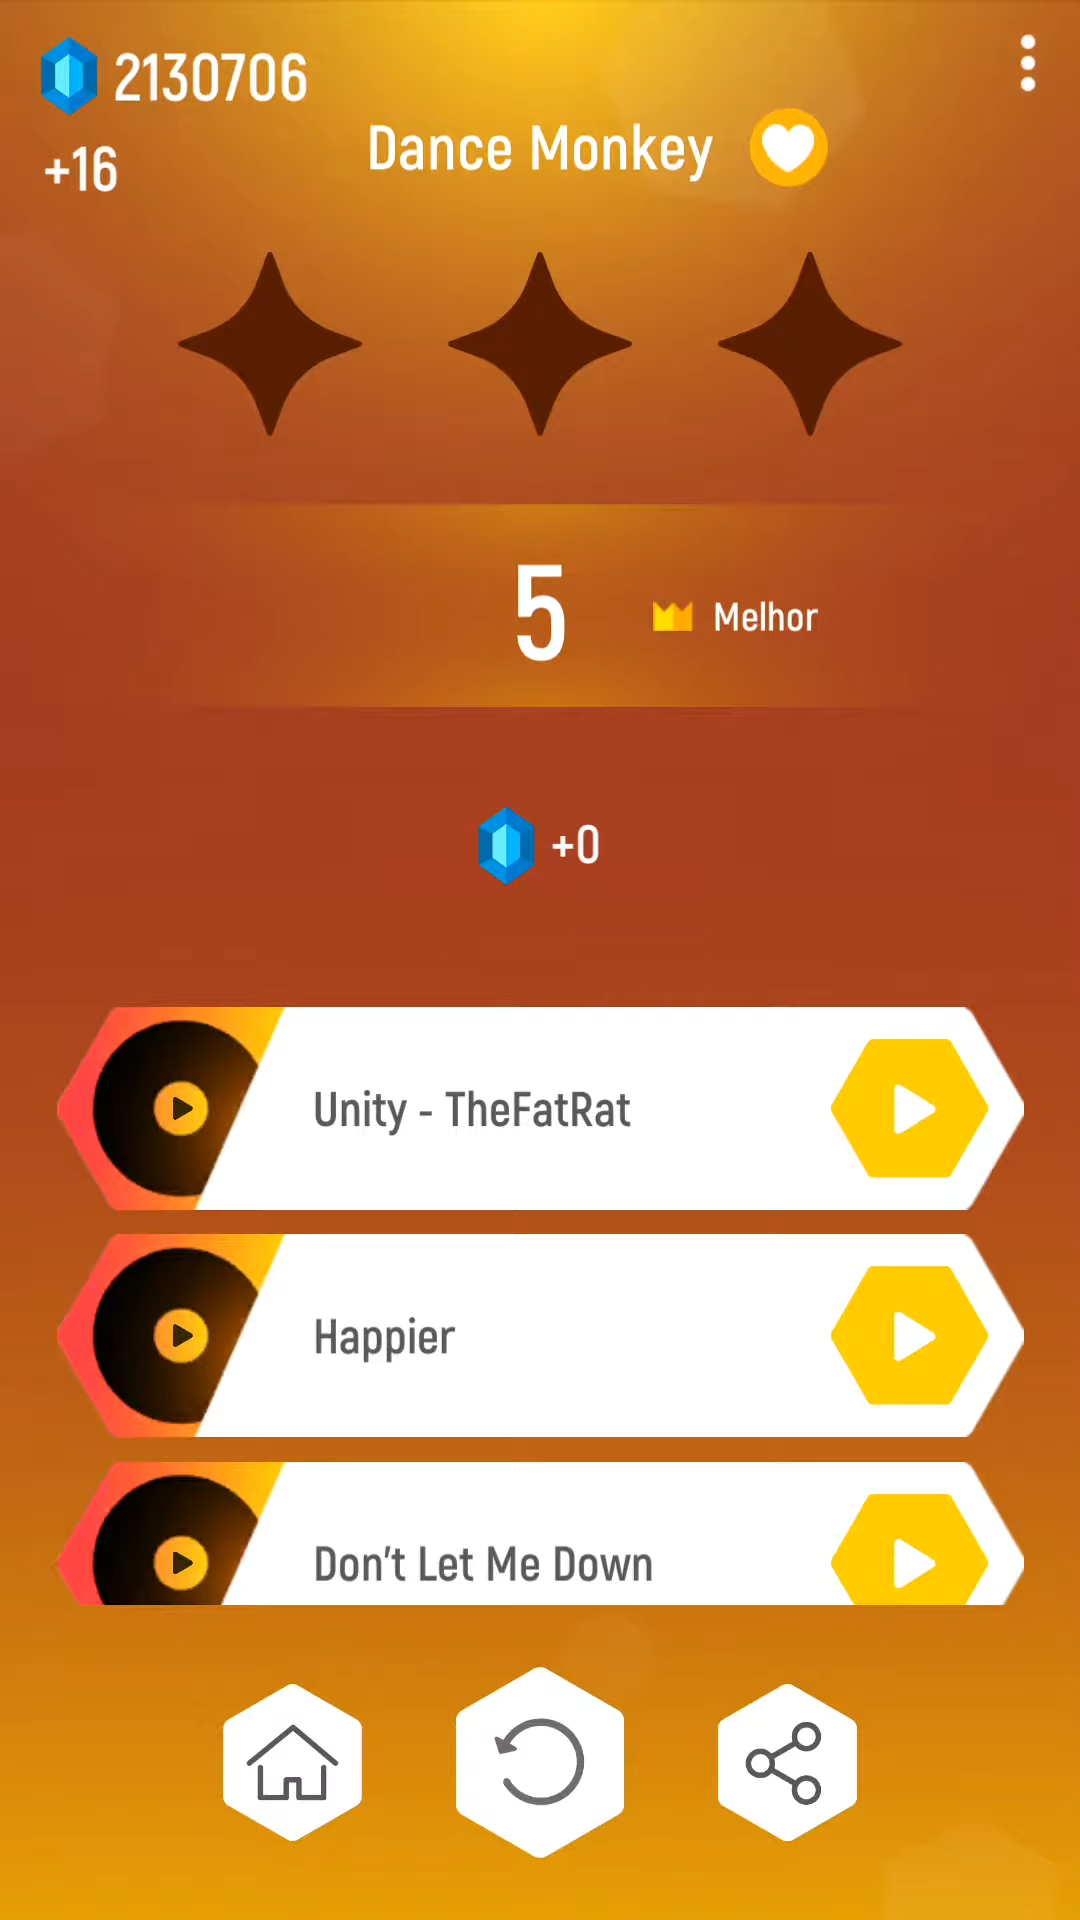 2130706
+16
Dance Monkey
5
Melhor
+0
Unity - TheFatRat
Happier
Don't Let Me Down